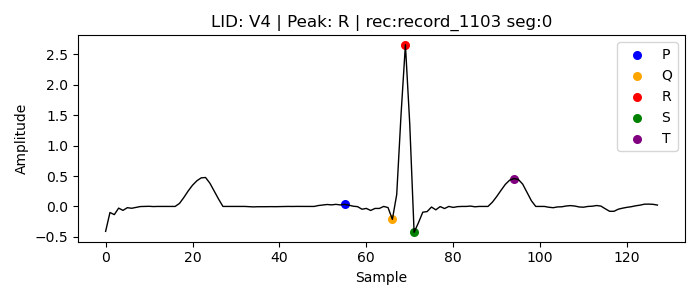 LID: V4 | Peak: R | rec:record_1103 seg:0
Amplitude
2.5
2.0
1.5
1.0
0.5
0.0
−0.5
0
20
40
60
80
100
120
Sample
P
Q
R
S
T